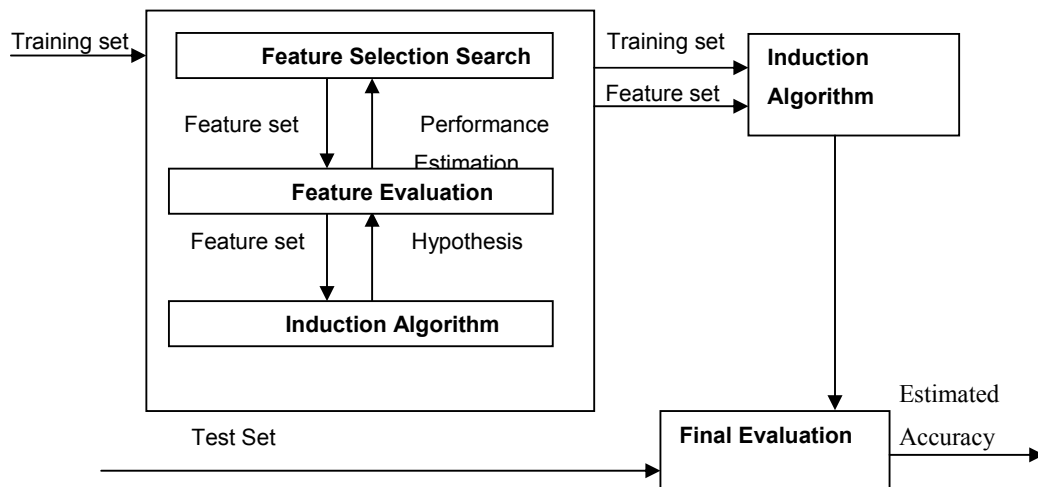 Training set
Feature Selection Search
Feature set
Performance
Estimation
Feature Evaluation
Feature set
Hypothesis
Induction Algorithm
Training set
Feature set
Induction
Algorithm
Test Set
Final Evaluation
Estimated
Accuracy